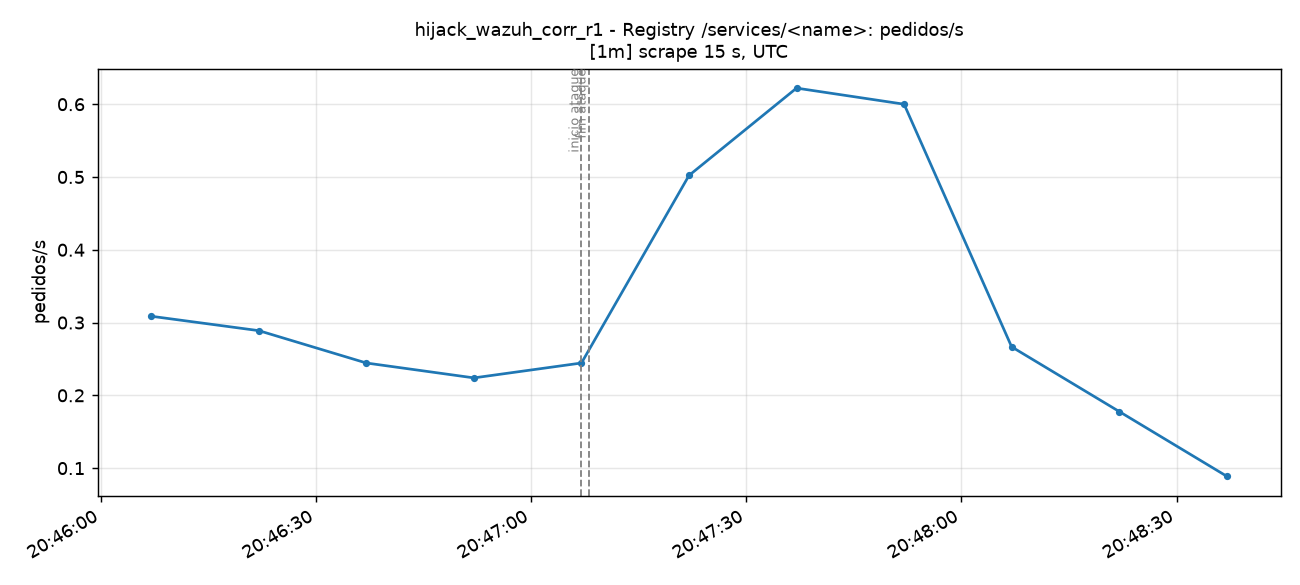 hijack_wazuh_corr_r1 - Registry /services/<name>: pedidos/s
[1m] scrape 15 s, UTC
inicio ataque
fim ataque
pedidos/s
0.6
0.5
0.4
0.3
0.2
0.1
20:46:00
20:46:30
20:47:00
20:47:30
20:48:00
20:48:30